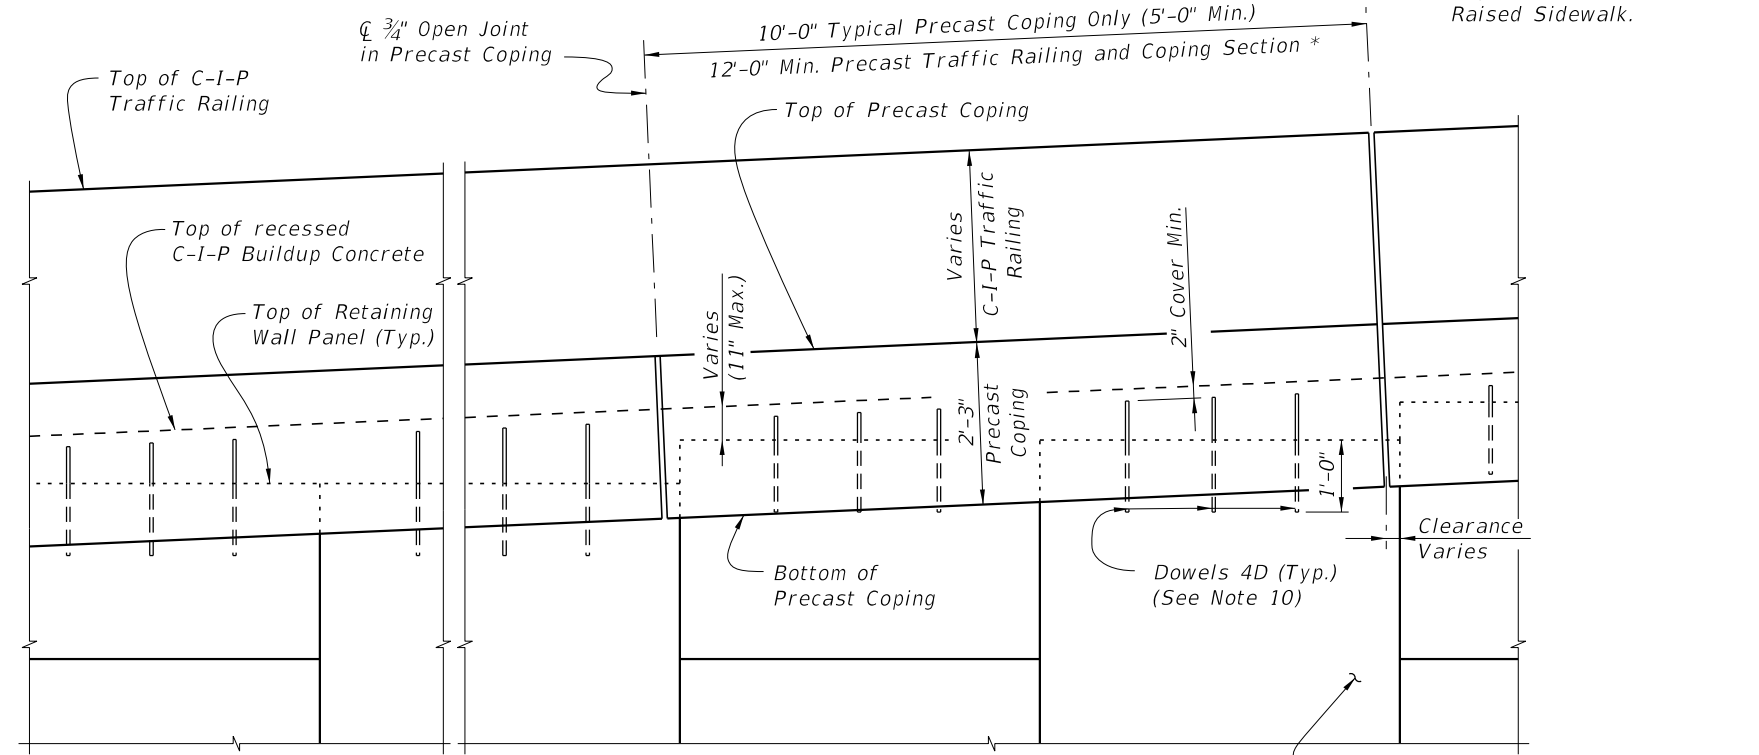 ℄ ¾" Open Joint
in Precast Coping
10'-0" Typical Precast Coping Only (5'-0" Min.)
12'-0" Min. Precast Traffic Railing and Coping Section *
Raised Sidewalk.
Top of C-I-P
Traffic Railing
Top of Precast Coping
Top of recessed
C-I-P Buildup Concrete
Top of Retaining
Wall Panel (Typ.)
Varies
(11" Max.)
Varies
C-I-P Traffic
Railing
2" Cover Min.
2'-3"
Precast
Coping
1'-0"
Clearance
Varies
Bottom of
Precast Coping
Dowels 4D (Typ.)
(See Note 10)